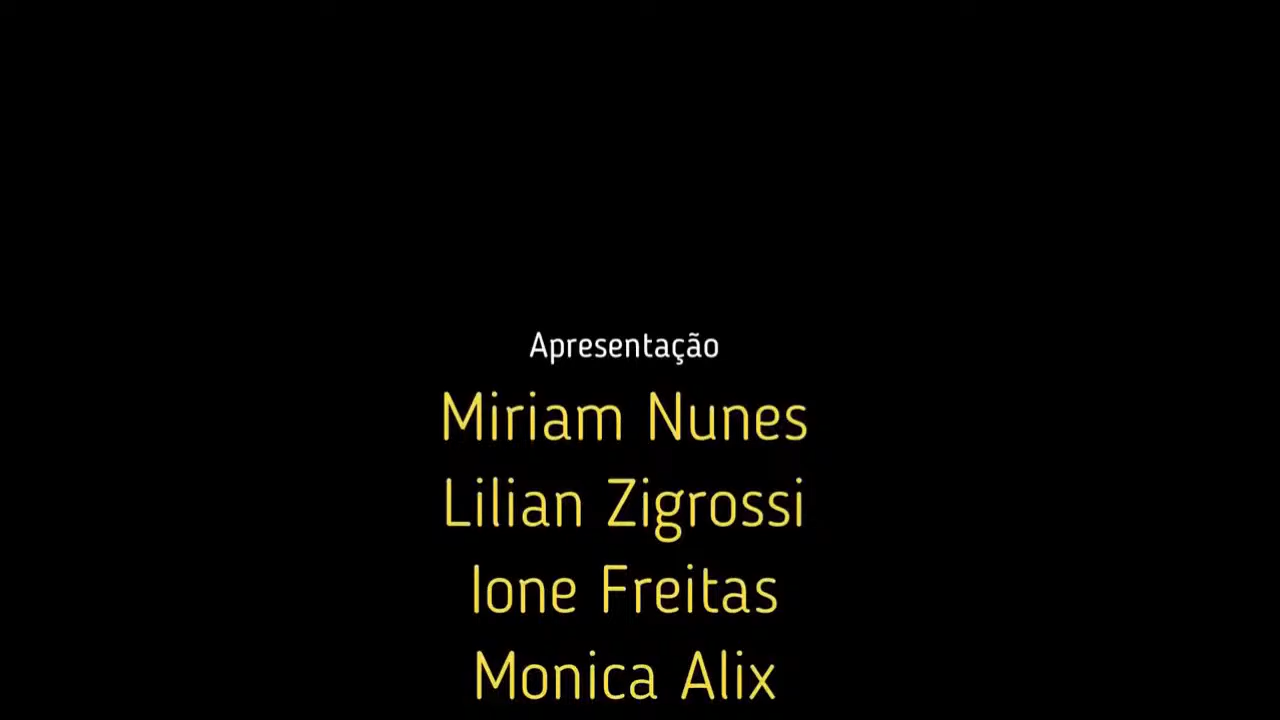 Apresentação
Miriam Nunes
Lilian Zigrossi
Ione Freitas
Monica Alix